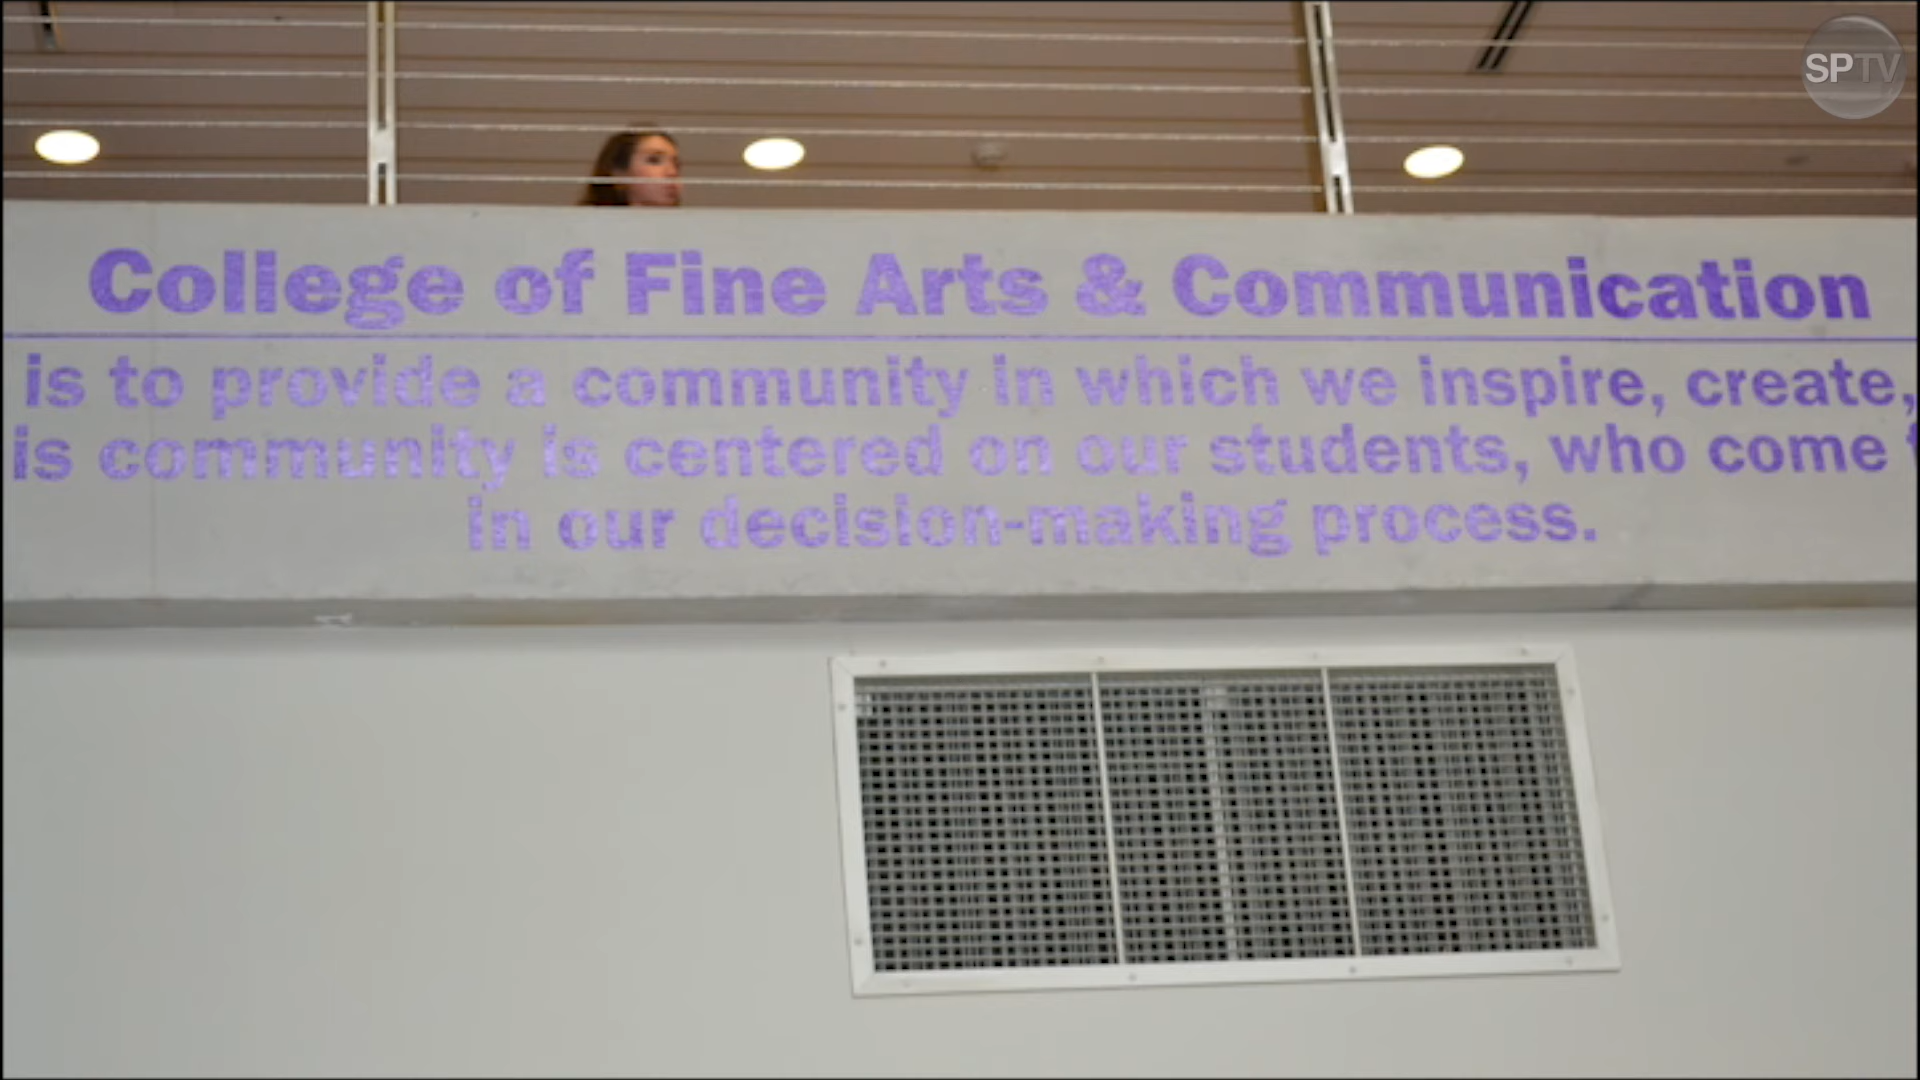 SPTV
College of Fine Arts & Communication
is to provide a community in which we inspire, create,
is community is centered on our students, who come
in our decision-making process.